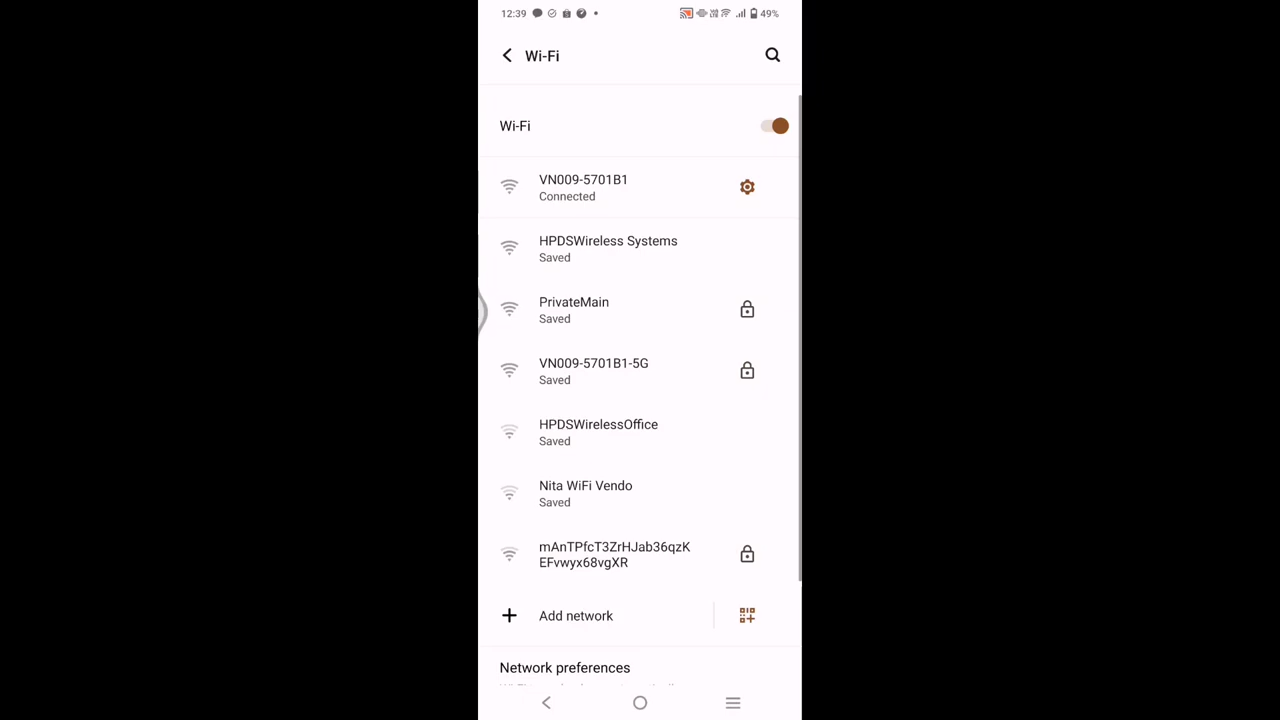 12:39 49%
Wi-Fi
Wi-Fi
VN009-5701B1
Connected
HPDSWireless Systems
Saved
PrivateMain
Saved
VN009-5701B1-5G
Saved
HPDSWirelessOffice
Saved
Nita WiFi Vendo
Saved
mAnTPfcT3ZrHJab36qzK
EFvwyx68vgXR
Add network
Network preferences